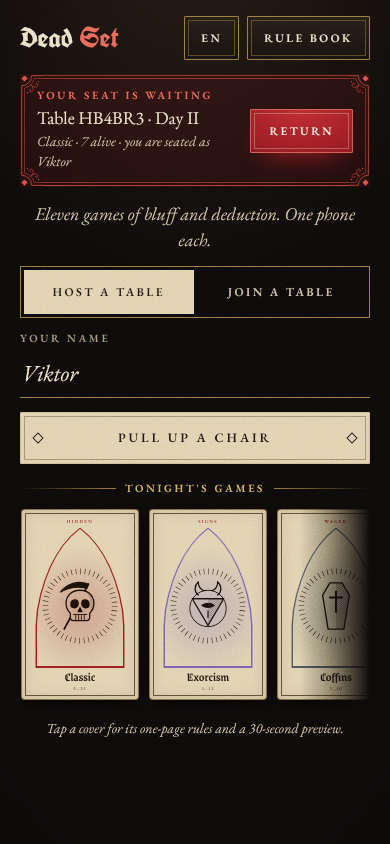 Dead Set
EN
RULE BOOK
YOUR SEAT IS WAITING
Table HB4BR3 · Day II
Classic · 7 alive · you are seated as
Viktor
RETURN
Eleven games of bluff and deduction. One phone
each.
HOST A TABLE
JOIN A TABLE
YOUR NAME
Viktor
PULL UP A CHAIR
TONIGHT'S GAMES
HIDDEN
SIGNS
WAGER
Classic
Exorcism
Coffins
Tap a cover for its one-page rules and a 30-second preview.